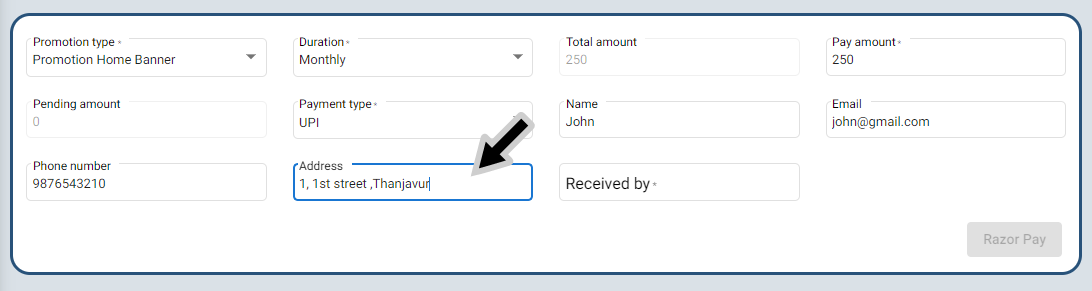 Promotion type *
Promotion Home Banner
Duration *
Monthly
Total amount
250
Pay amount *
250
Pending amount
0
Payment type *
UPI
Name
John
Email
john@gmail.com
Phone number
9876543210
Address
1, 1st street ,Thanjavur
Received by *
Razor Pay